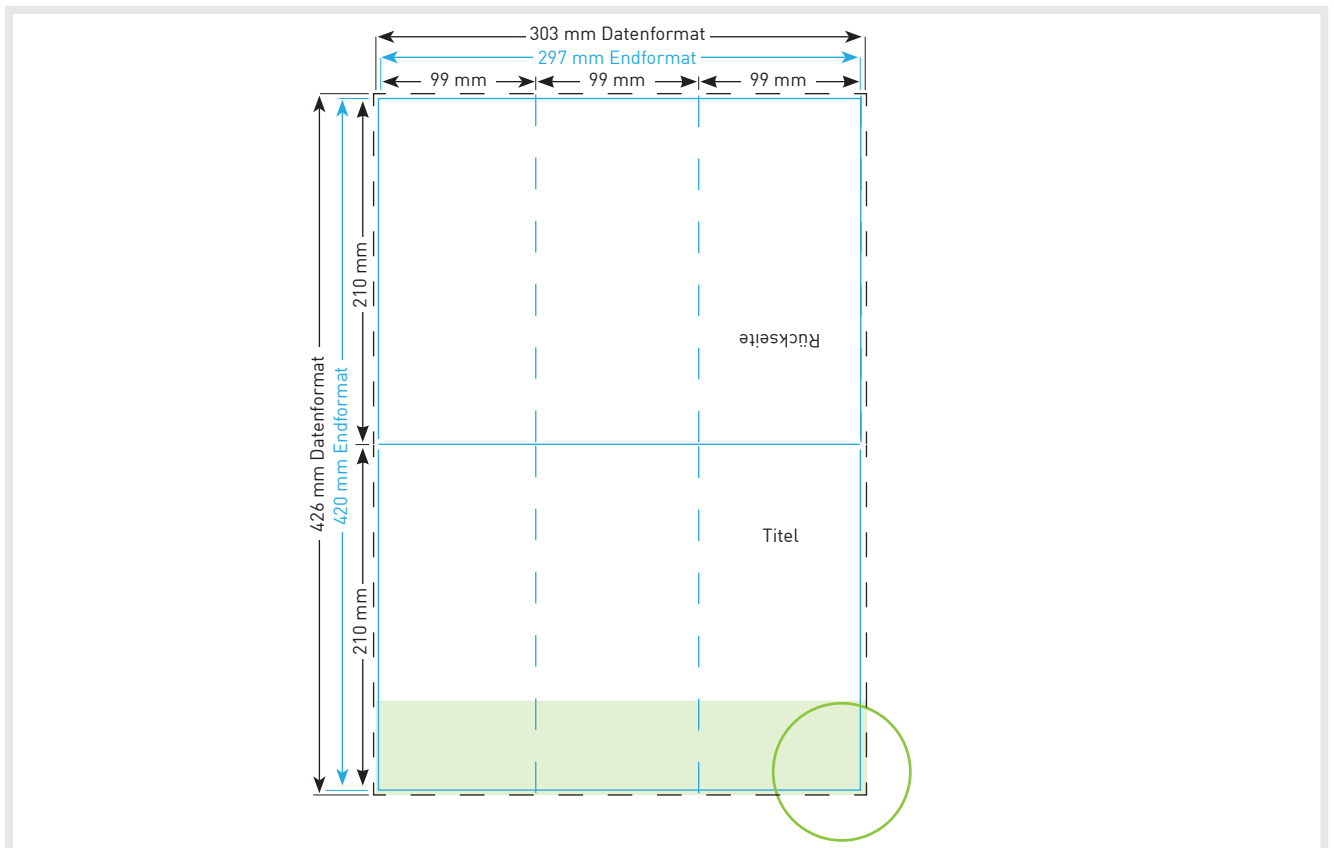 303 mm Datenformat
297 mm Endformat
99 mm
99 mm
99 mm
426 mm Datenformat
420 mm Endformat
210 mm
Rückseite
Titel
210 mm